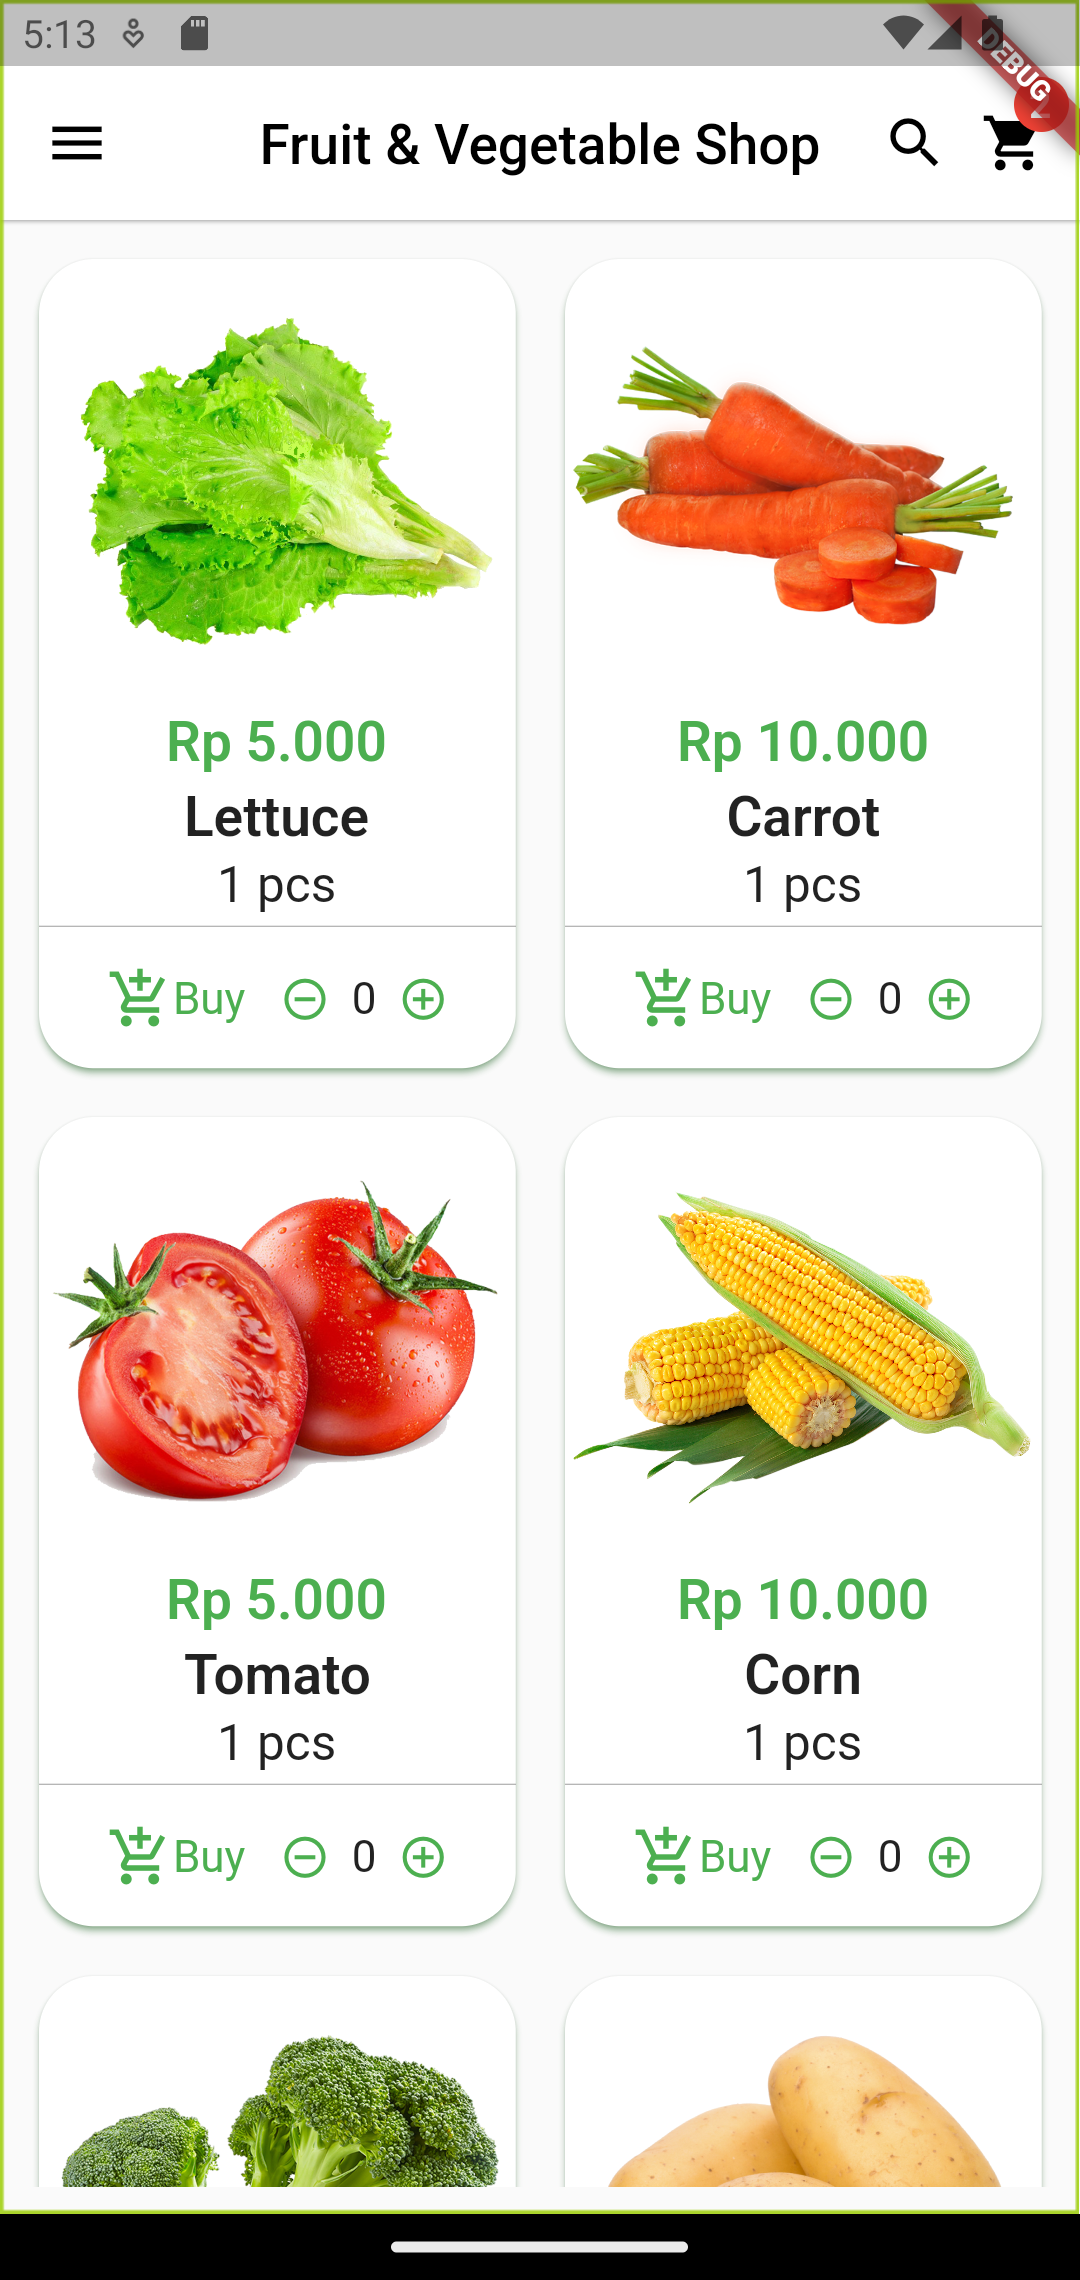 5:13
DEBUG
2
Fruit & Vegetable Shop
Rp 5.000
Lettuce
1 pcs
Buy 0
Rp 10.000
Carrot
1 pcs
Buy 0
Rp 5.000
Tomato
1 pcs
Buy 0
Rp 10.000
Corn
1 pcs
Buy 0